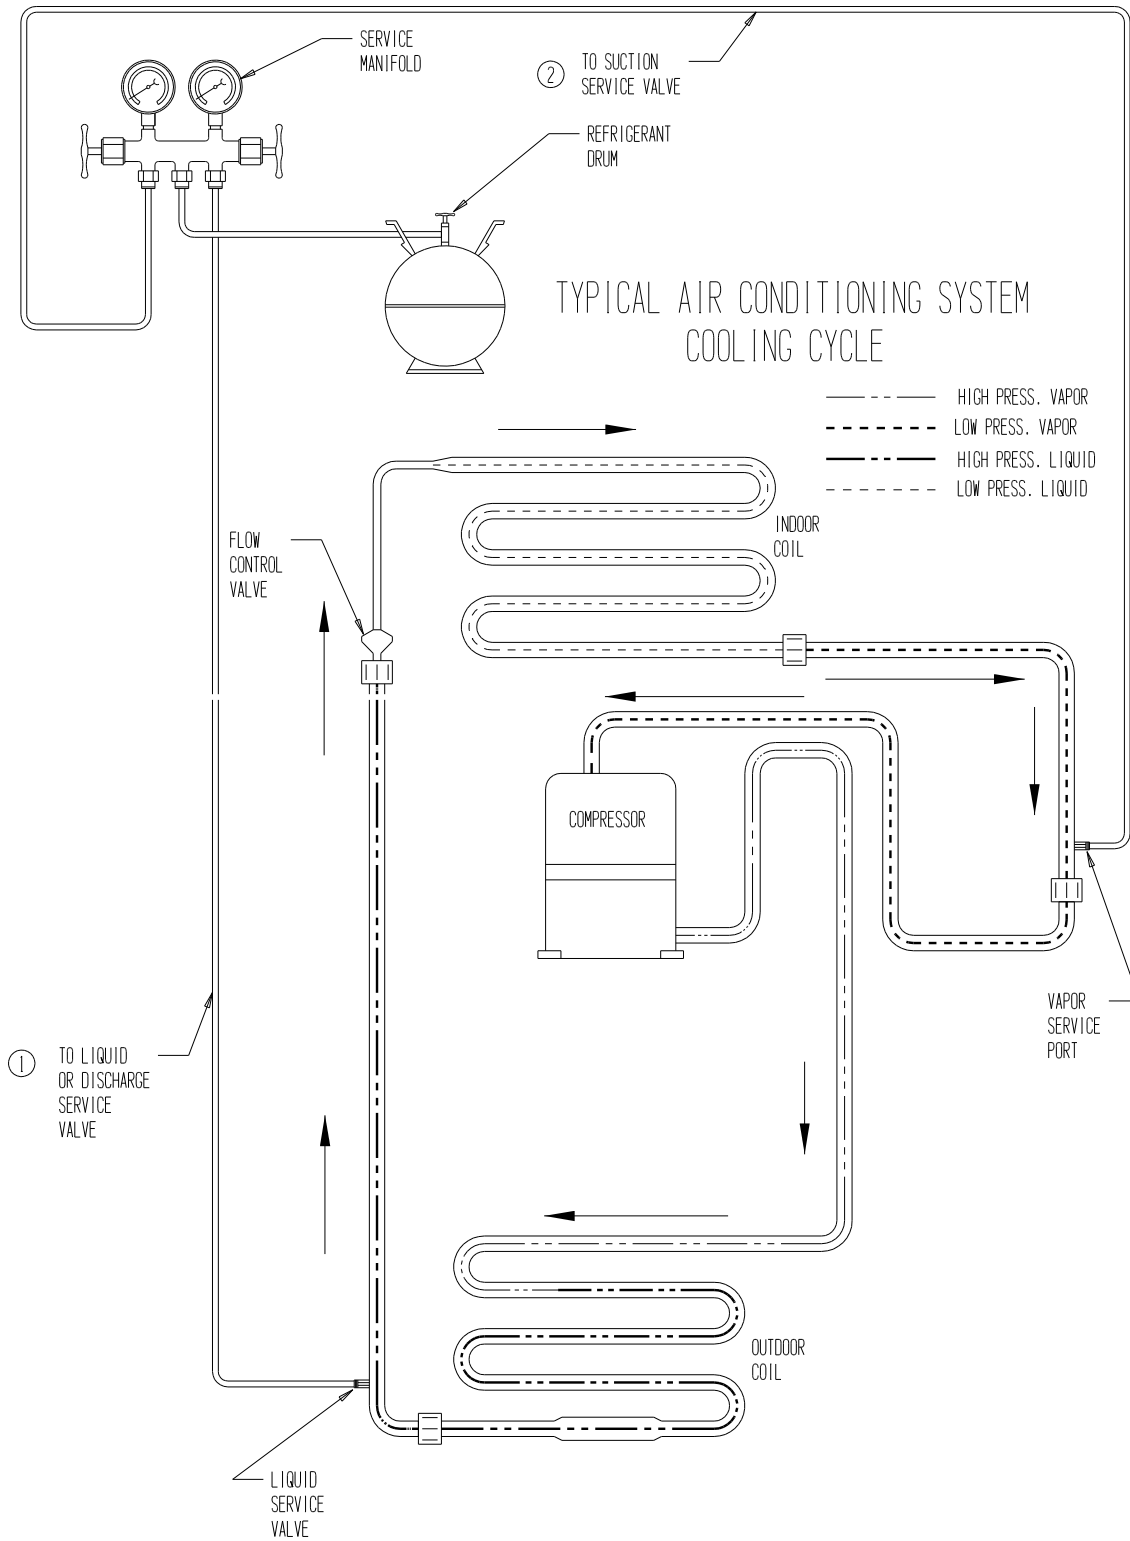 SERVICE
MANIFOLD
2
TO SUCTION
SERVICE VALVE
REFRIGERANT
DRUM
TYPICAL AIR CONDITIONING SYSTEM
COOLING CYCLE
HIGH PRESS. VAPOR
LOW PRESS. VAPOR
HIGH PRESS. LIQUID
LOW PRESS. LIQUID
INDOOR
COIL
FLOW
CONTROL
VALVE
COMPRESSOR
VAPOR
SERVICE
PORT
1
TO LIQUID
OR DISCHARGE
SERVICE
VALVE
OUTDOOR
COIL
LIQUID
SERVICE
VALVE